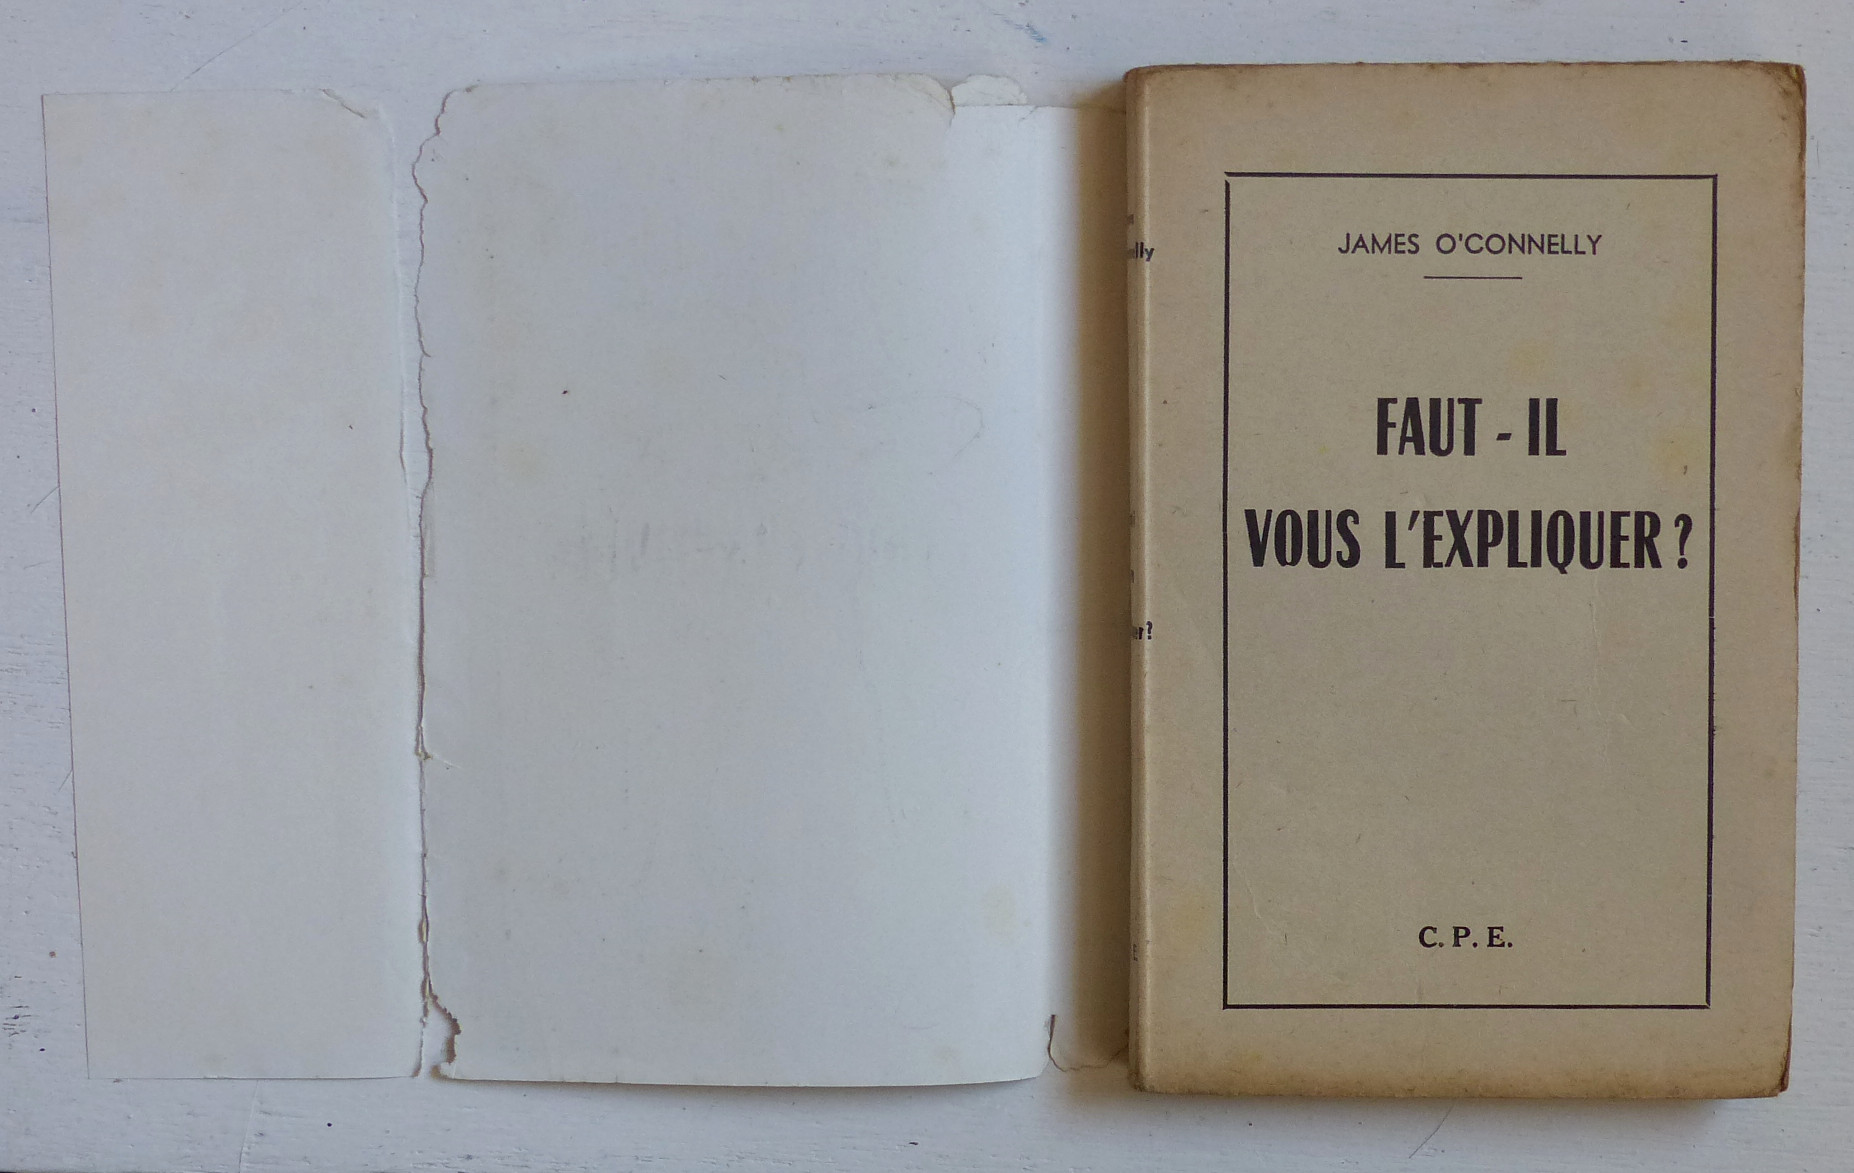 JAMES O'CONNELLY
FAUT - IL
VOUS L'EXPLIQUER ?
C. P. E.